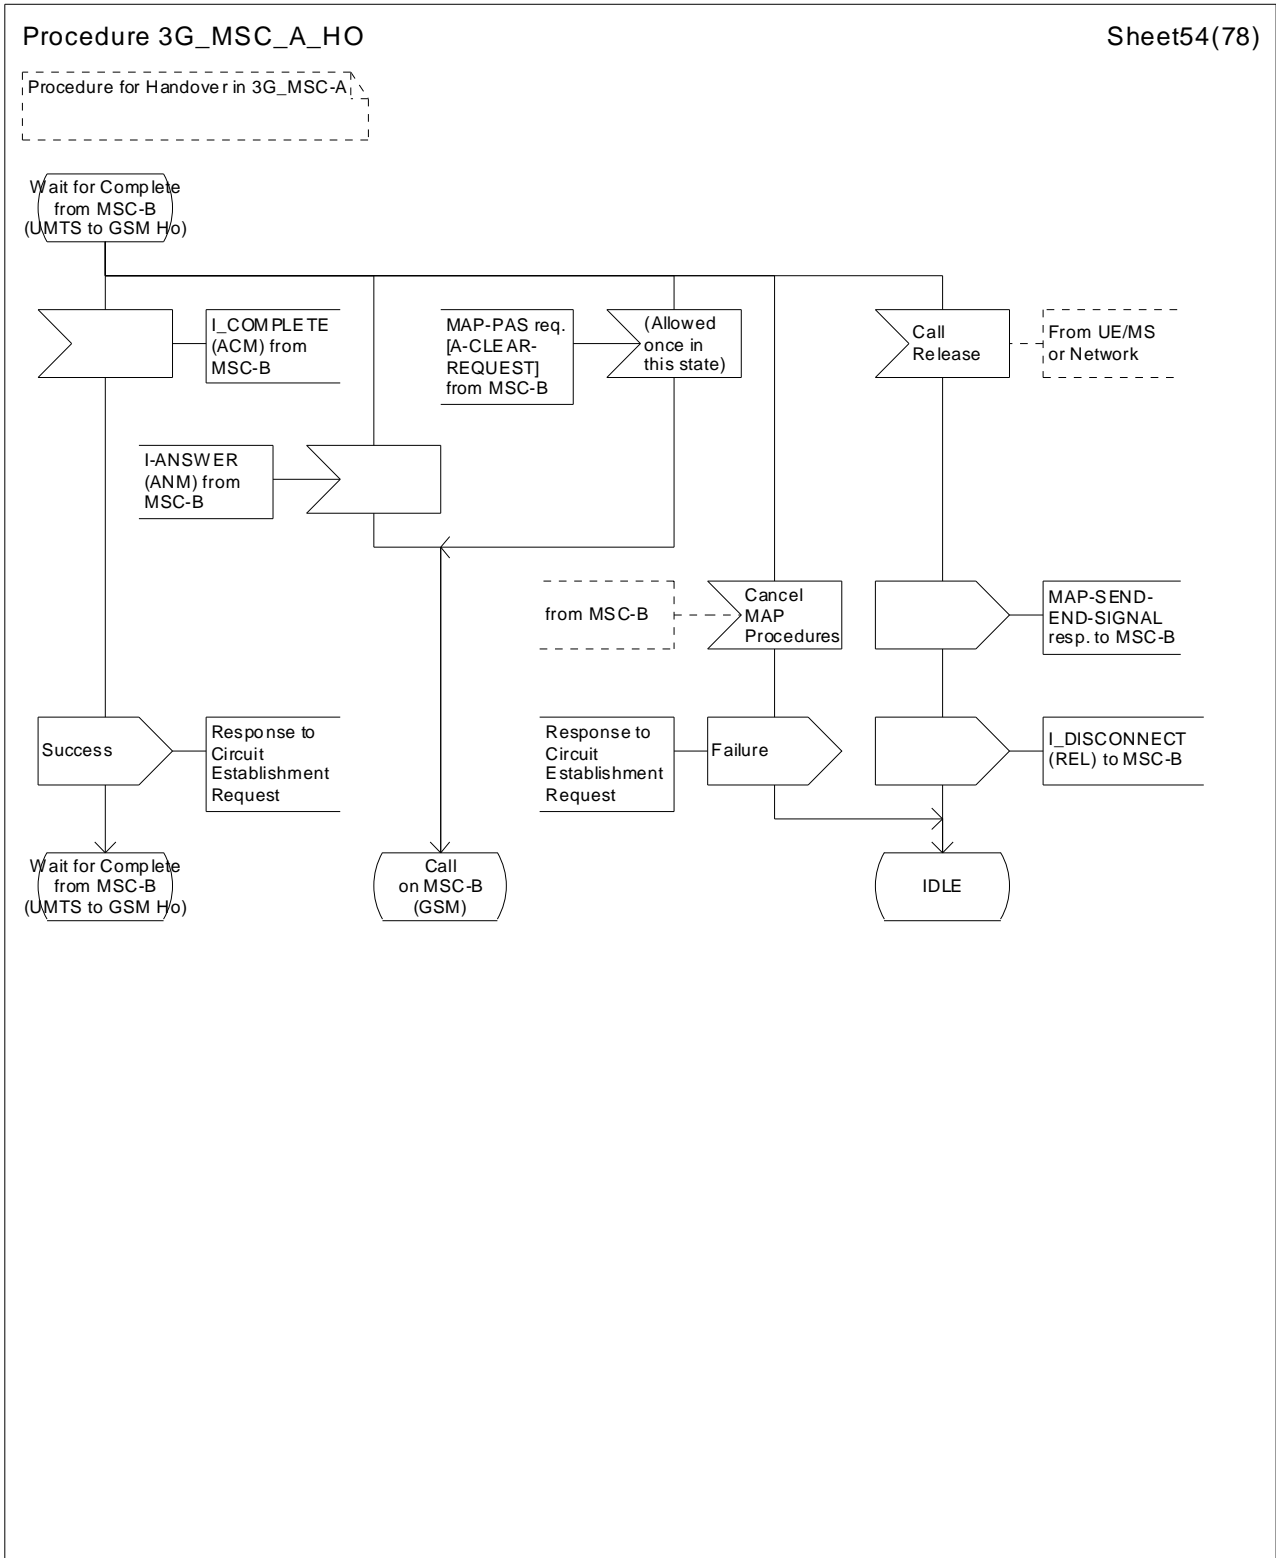 Procedure 3G_MSC_A_HO
Sheet54(78)
Procedure for Handover in 3G_MSC-A
Wait for Complete
from MSC-B
(UMTS to GSM Ho)
I_COMPLETE
(ACM) from
MSC-B
MAP-PAS req.
[A-CLEAR-
REQUEST]
from MSC-B
(Allowed
once in
this state)
Call
Release
From UE/MS
or Network
I-ANSWER
(ANM) from
MSC-B
from MSC-B
Cancel
MAP
Procedures
MAP-SEND-
END-SIGNAL
resp. to MSC-B
Success
Response to
Circuit
Establishment
Request
Response to
Circuit
Establishment
Request
Failure
I_DISCONNECT
(REL) to MSC-B
Wait for Complete
from MSC-B
(UMTS to GSM Ho)
Call
on MSC-B
(GSM)
IDLE